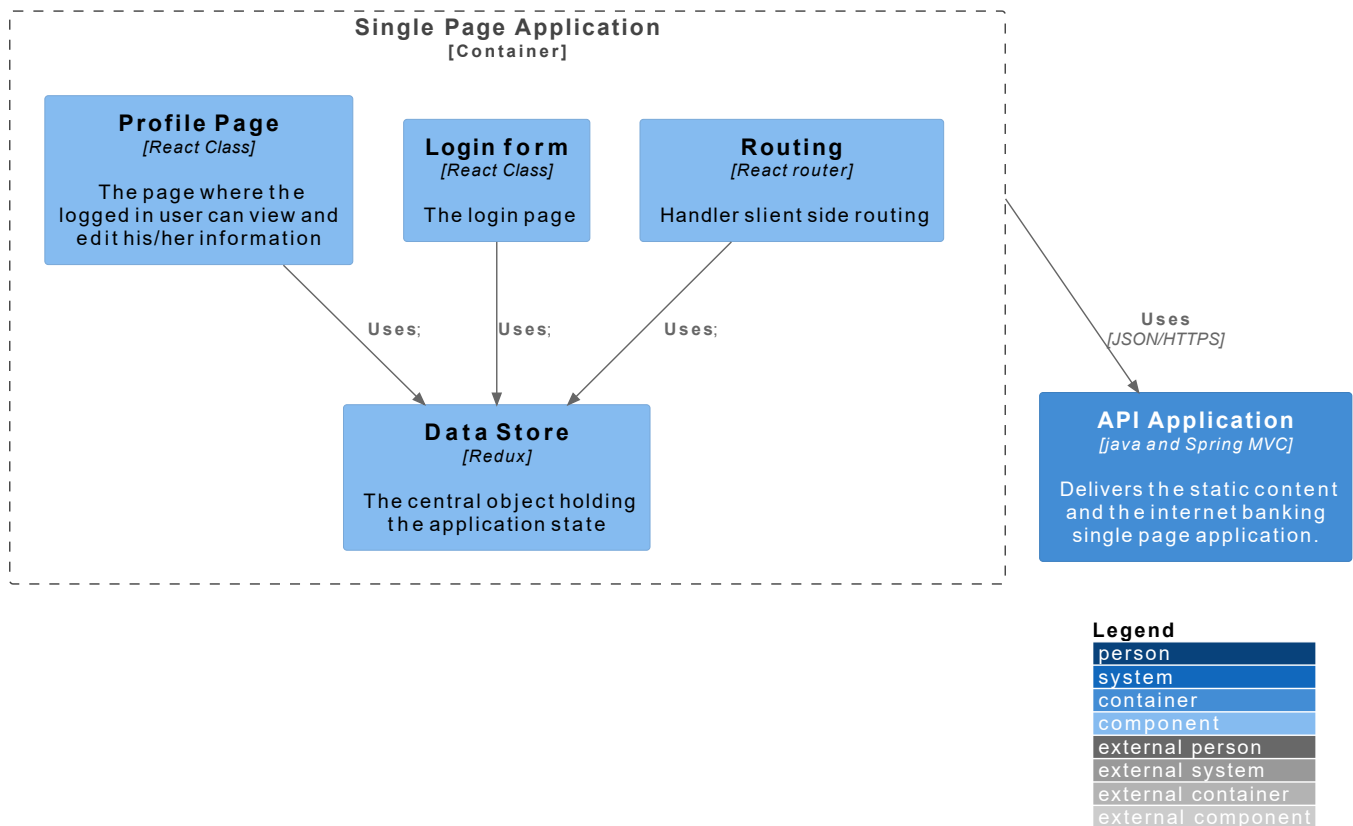 Single Page Application
[Container]
Profile Page
[React Class]
The page where the
logged in user can view and
edit his/her information
Login form
[React Class]
The login page
Routing
[React router]
Handler slient side routing
Uses;
Uses;
Uses;
Uses
[JSON/HTTPS]
Data Store
[Redux]
The central object holding
the application state
API Application
[java and Spring MVC]
Delivers the static content
and the internet banking
single page application.
Legend
person
system
container
component
external person
external system
external container
external component